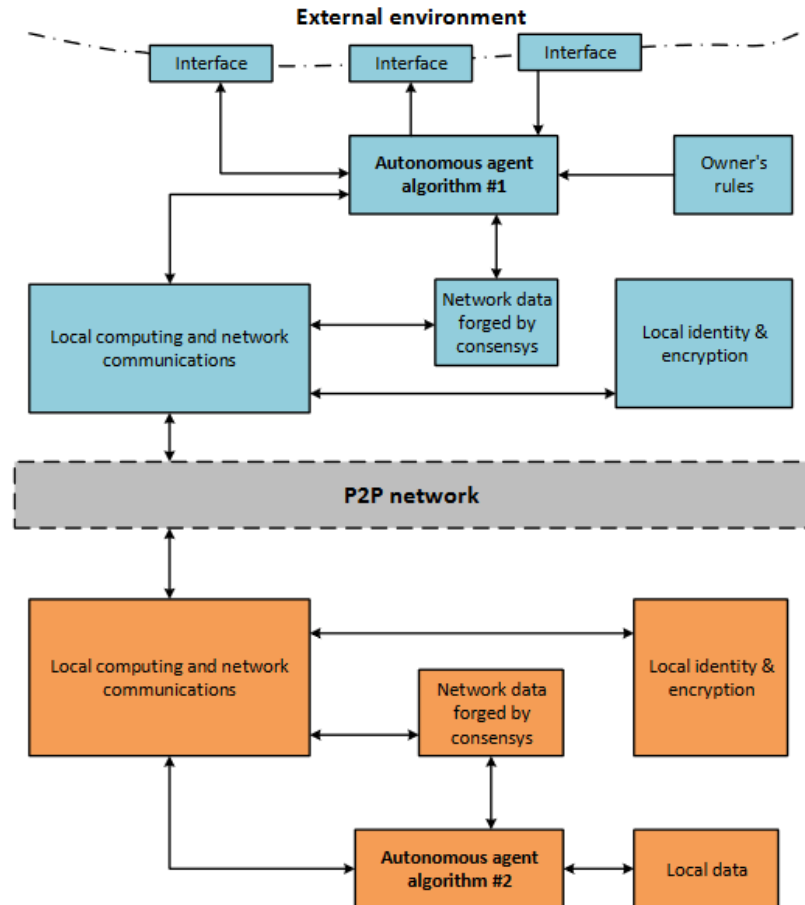 External environment
Interface
Interface
Interface
Autonomous agent
algorithm #1
Owner's
rules
Local computing and network
communications
Network data
forged by
consensys
Local identity &
encryption
P2P network
Local computing and network
communications
Local identity &
encryption
Network data
forged by
consensys
Autonomous agent
algorithm #2
Local data